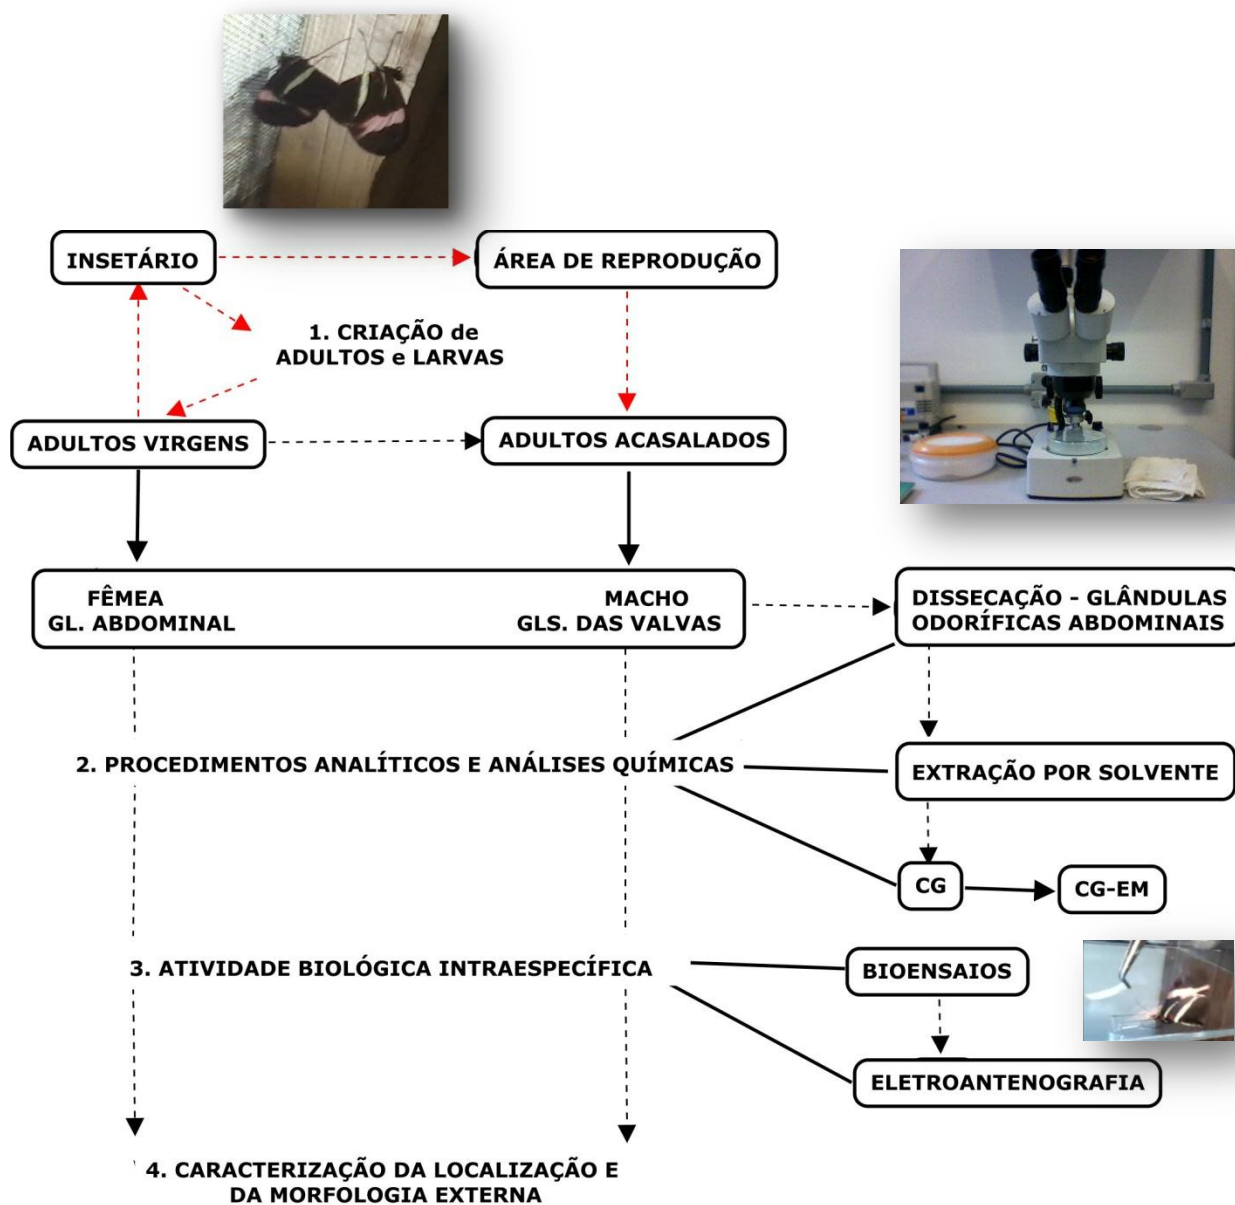 INSETÁRIO
ÁREA DE REPRODUÇÃO
1. CRIAÇÃO de
ADULTOS e LARVAS
ADULTOS VIRGENS
ADULTOS ACASALADOS
FÊMEA
GL. ABDOMINAL
MACHO
GLS. DAS VALVAS
DISSECAÇÃO - GLÂNDULAS
ODORÍFICAS ABDOMINAIS
2. PROCEDIMENTOS ANALÍTICOS E ANÁLISES QUÍMICAS
EXTRAÇÃO POR SOLVENTE
CG
CG-EM
3. ATIVIDADE BIOLÓGICA INTRAESPECÍFICA
BIOENSAIOS
ELETROANTENOGRAFIA
4. CARACTERIZAÇÃO DA LOCALIZAÇÃO E
DA MORFOLOGIA EXTERNA